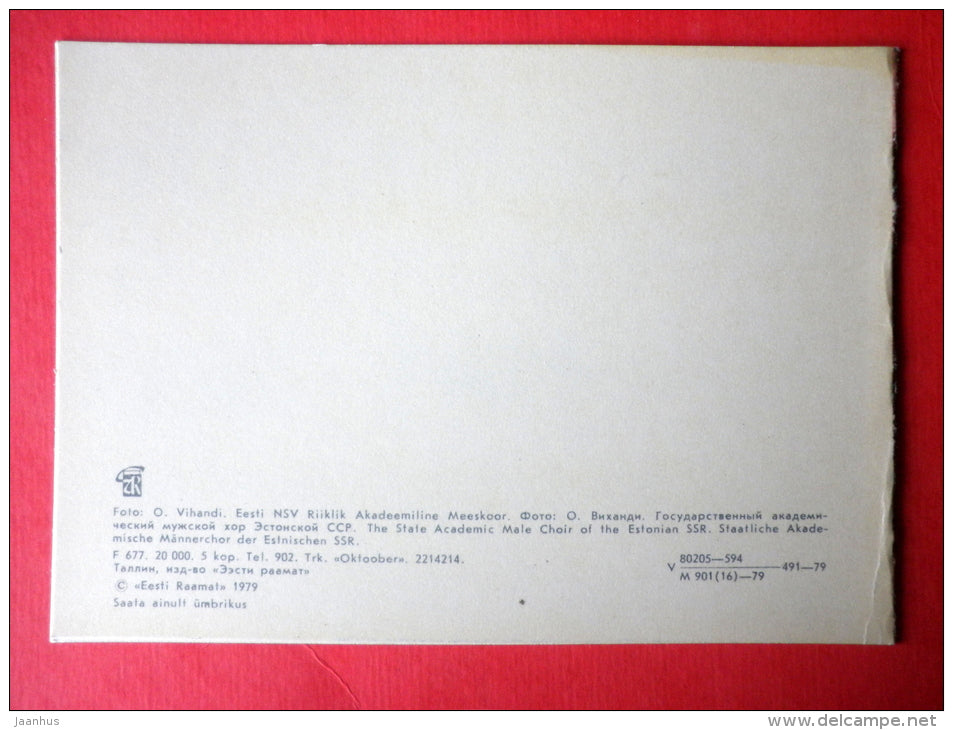 Foto: O. Vihandi. Eesti NSV Riiklik Akadeemiline Meeskoor. Фото: О. Виханди. Государственный академи-
ческий мужской хор Эстонской ССР. The State Academic Male Choir of the Estonian SSR. Staatliche Akade-
mische Männerchor der Estnischen SSR.
F 677. 20 000. 5 kop. Tel. 902. Trk. «Oktoober». 2214214.
Таллин, изд-во «Ээсти раамат»
© «Eesti Raamat» 1979
Saata ainult ümbrikus
V 80205—594
M 901(16)—79 491—79
jaanhus
www.delcampe.net